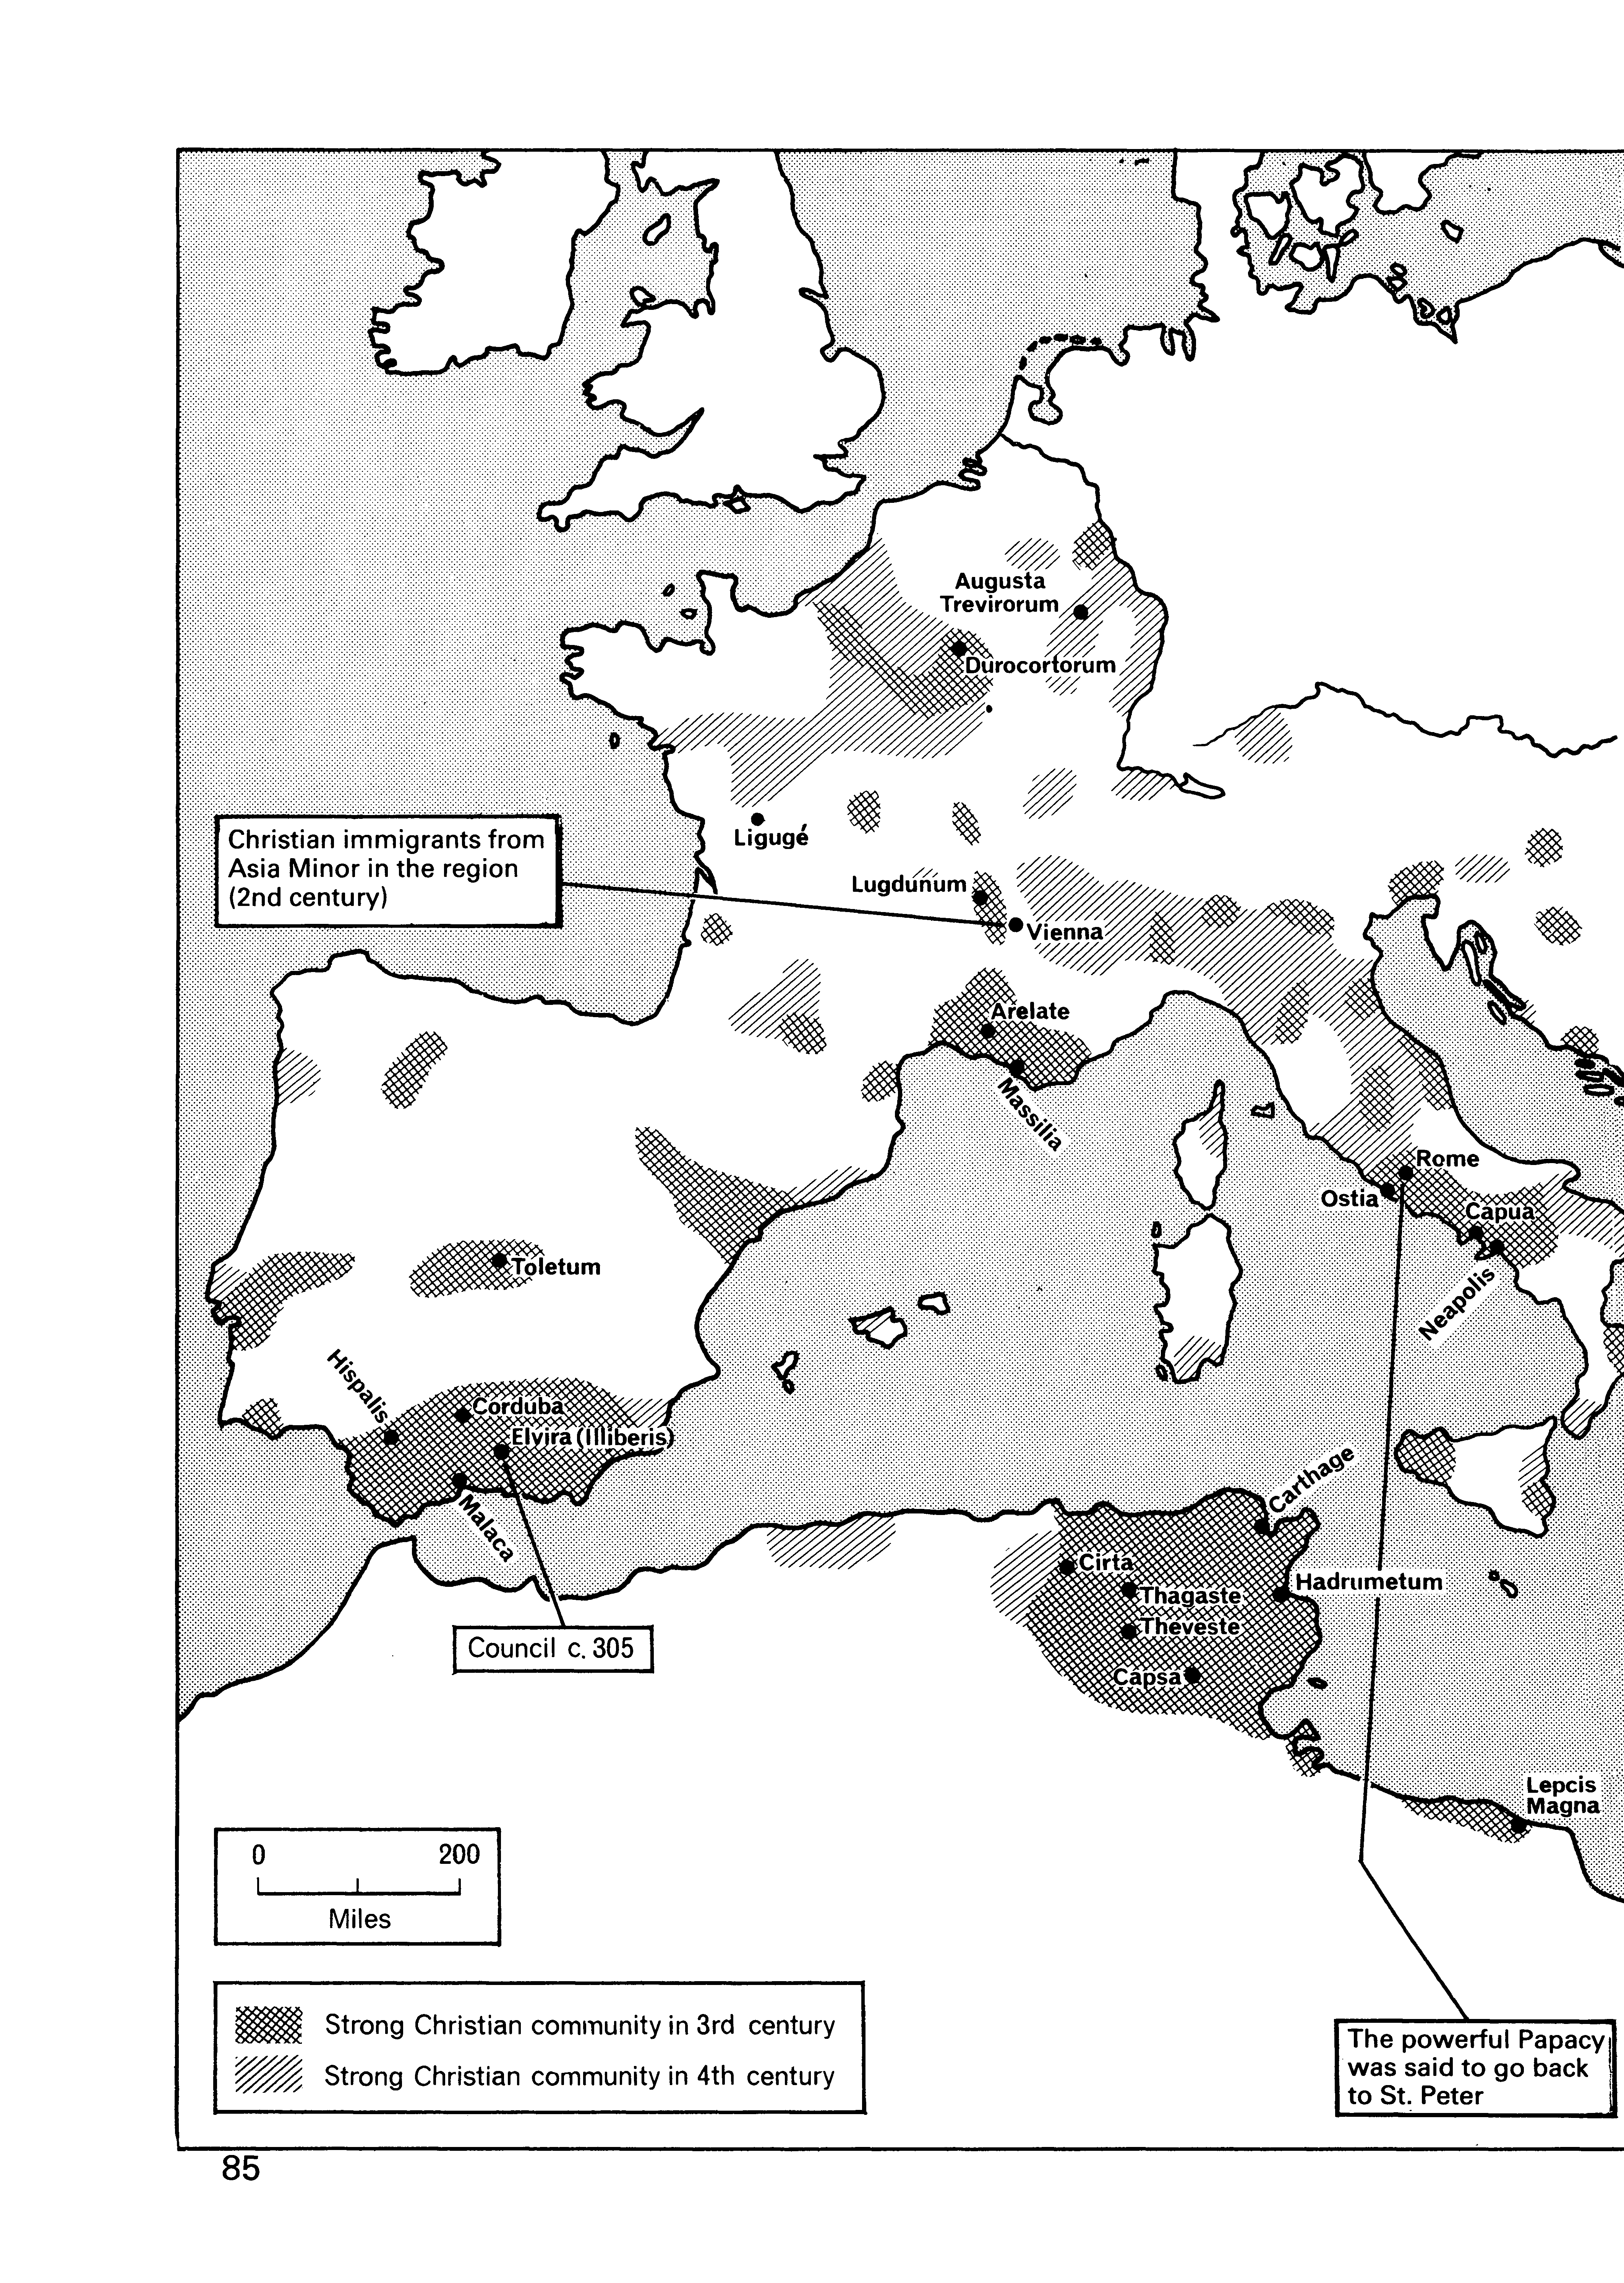 Augusta
Trevirorum
Durocortorum
Christian immigrants from
Asia Minor in the region
(2nd century)
Ligugé
Lugdunum
Vienna
Arelate
Massilia
Rome
Ostia
Capua
Neapolis
Toletum
Hispalis
Corduba
Elvira (Illiberis)
Malaca
Carthage
Cirta
Hadrumetum
Thagaste
Theveste
Capsa
Council c. 305
Lepcis
Magna
0 200
Miles
Strong Christian community in 3rd century
Strong Christian community in 4th century
The powerful Papacy
was said to go back
to St. Peter
85